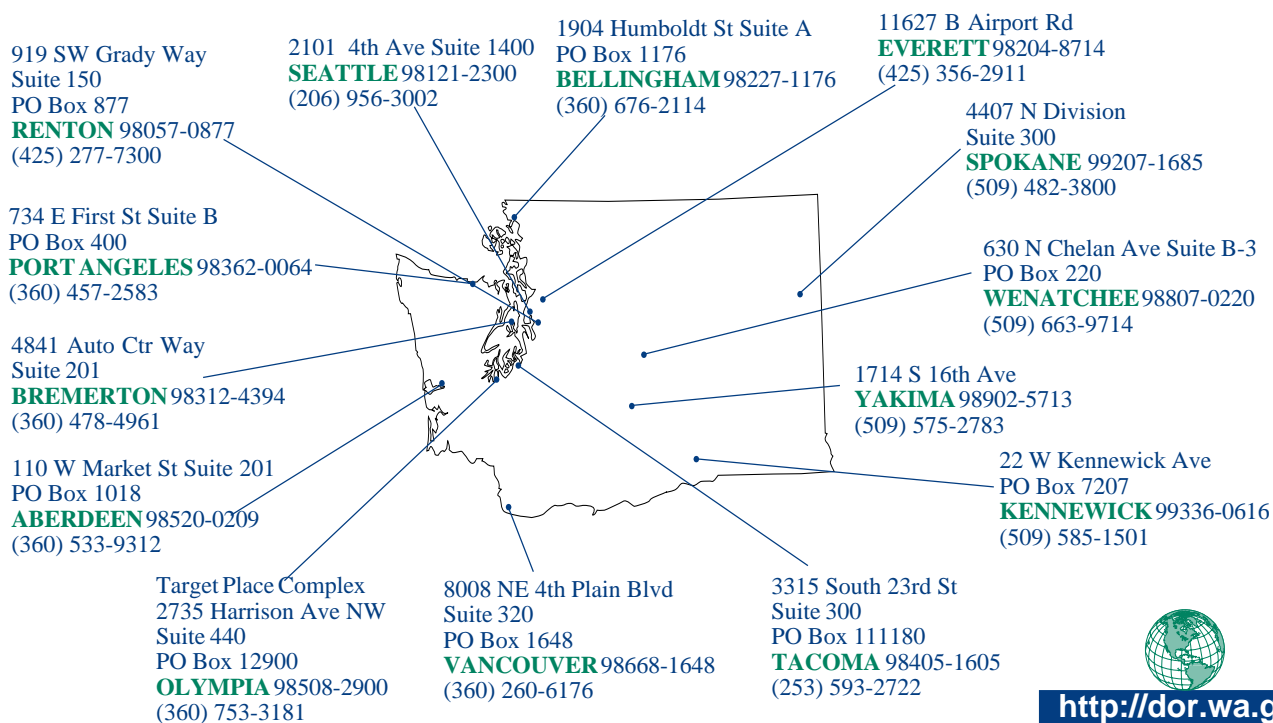 919 SW Grady Way
Suite 150
PO Box 877
RENTON 98057-0877
(425) 277-7300
2101 4th Ave Suite 1400
SEATTLE 98121-2300
(206) 956-3002
1904 Humboldt St Suite A
PO Box 1176
BELLINGHAM 98227-1176
(360) 676-2114
11627 B Airport Rd
EVERETT 98204-8714
(425) 356-2911
4407 N Division
Suite 300
SPOKANE 99207-1685
(509) 482-3800
734 E First St Suite B
PO Box 400
PORT ANGELES 98362-0064
(360) 457-2583
630 N Chelan Ave Suite B-3
PO Box 220
WENATCHEE 98807-0220
(509) 663-9714
4841 Auto Ctr Way
Suite 201
BREMERTON 98312-4394
(360) 478-4961
1714 S 16th Ave
YAKIMA 98902-5713
(509) 575-2783
110 W Market St Suite 201
PO Box 1018
ABERDEEN 98520-0209
(360) 533-9312
22 W Kennewick Ave
PO Box 7207
KENNEWICK 99336-0616
(509) 585-1501
Target Place Complex
2735 Harrison Ave NW
Suite 440
PO Box 12900
OLYMPIA 98508-2900
(360) 753-3181
8008 NE 4th Plain Blvd
Suite 320
PO Box 1648
VANCOUVER 98668-1648
(360) 260-6176
3315 South 23rd St
Suite 300
PO Box 111180
TACOMA 98405-1605
(253) 593-2722
http://dor.wa.g